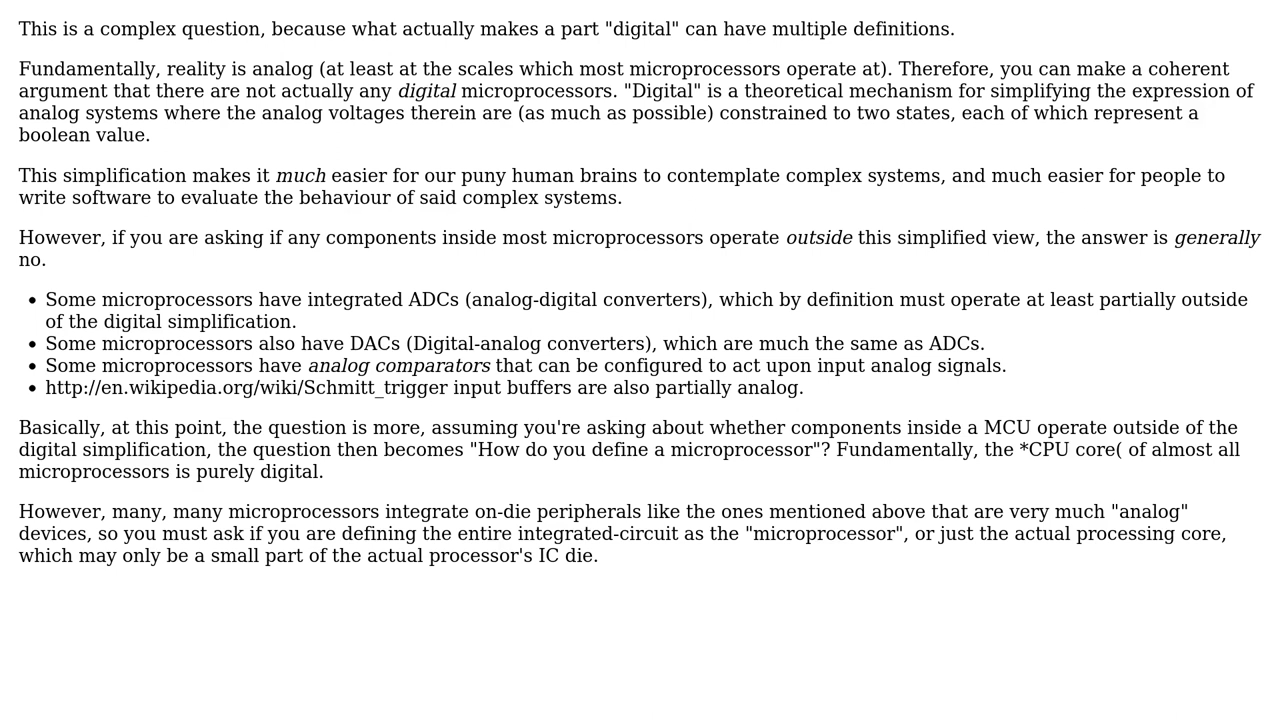 This is a complex question, because what actually makes a part "digital" can have multiple definitions.
Fundamentally, reality is analog (at least at the scales which most microprocessors operate at). Therefore, you can make a coherent
argument that there are not actually any digital microprocessors. "Digital" is a theoretical mechanism for simplifying the expression of
analog systems where the analog voltages therein are (as much as possible) constrained to two states, each of which represent a
boolean value.
This simplification makes it much easier for our puny human brains to contemplate complex systems, and much easier for people to
write software to evaluate the behaviour of said complex systems.
However, if you are asking if any components inside most microprocessors operate outside this simplified view, the answer is generally
no.
• Some microprocessors have integrated ADCs (analog-digital converters), which by definition must operate at least partially outside
of the digital simplification.
• Some microprocessors also have DACs (Digital-analog converters), which are much the same as ADCs.
• Some microprocessors have analog comparators that can be configured to act upon input analog signals.
• http://en.wikipedia.org/wiki/Schmitt_trigger input buffers are also partially analog.
Basically, at this point, the question is more, assuming you're asking about whether components inside a MCU operate outside of the
digital simplification, the question then becomes "How do you define a microprocessor"? Fundamentally, the *CPU core( of almost all
microprocessors is purely digital.
However, many, many microprocessors integrate on-die peripherals like the ones mentioned above that are very much "analog"
devices, so you must ask if you are defining the entire integrated-circuit as the "microprocessor", or just the actual processing core,
which may only be a small part of the actual processor's IC die.